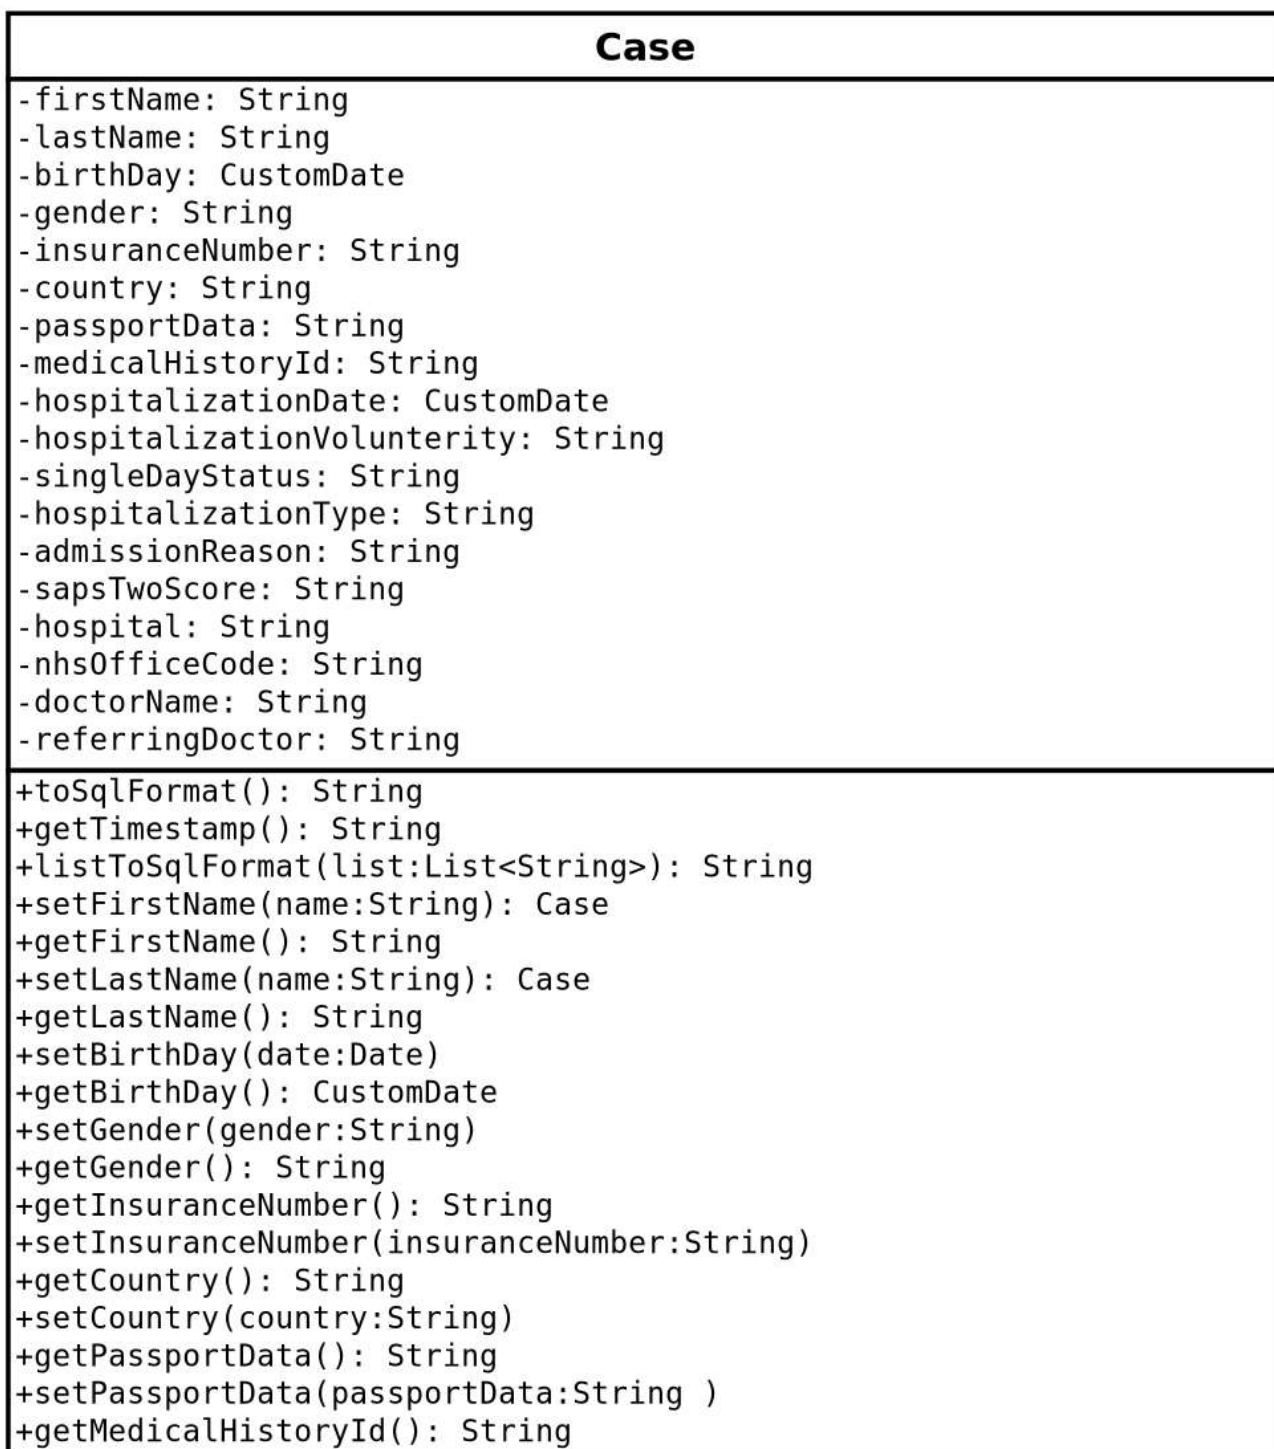 Case
-firstName: String
-lastName: String
-birthDay: CustomDate
-gender: String
-insuranceNumber: String
-country: String
-passportData: String
-medicalHistoryId: String
-hospitalizationDate: CustomDate
-hospitalizationVolunterity: String
-singleDayStatus: String
-hospitalizationType: String
-admissionReason: String
-sapsTwoScore: String
-hospital: String
-nhsOfficeCode: String
-doctorName: String
-referringDoctor: String
+toSqlFormat(): String
+getTimestamp(): String
+listToSqlFormat(list:List<String>): String
+setFirstName(name:String): Case
+getFirstName(): String
+setLastName(name:String): Case
+getLastName(): String
+setBirthDay(date:Date)
+getBirthDay(): CustomDate
+setGender(gender:String)
+getGender(): String
+getInsuranceNumber(): String
+setInsuranceNumber(insuranceNumber:String)
+getCountry(): String
+setCountry(country:String)
+getPassportData(): String
+setPassportData(passportData:String )
+getMedicalHistoryId(): String